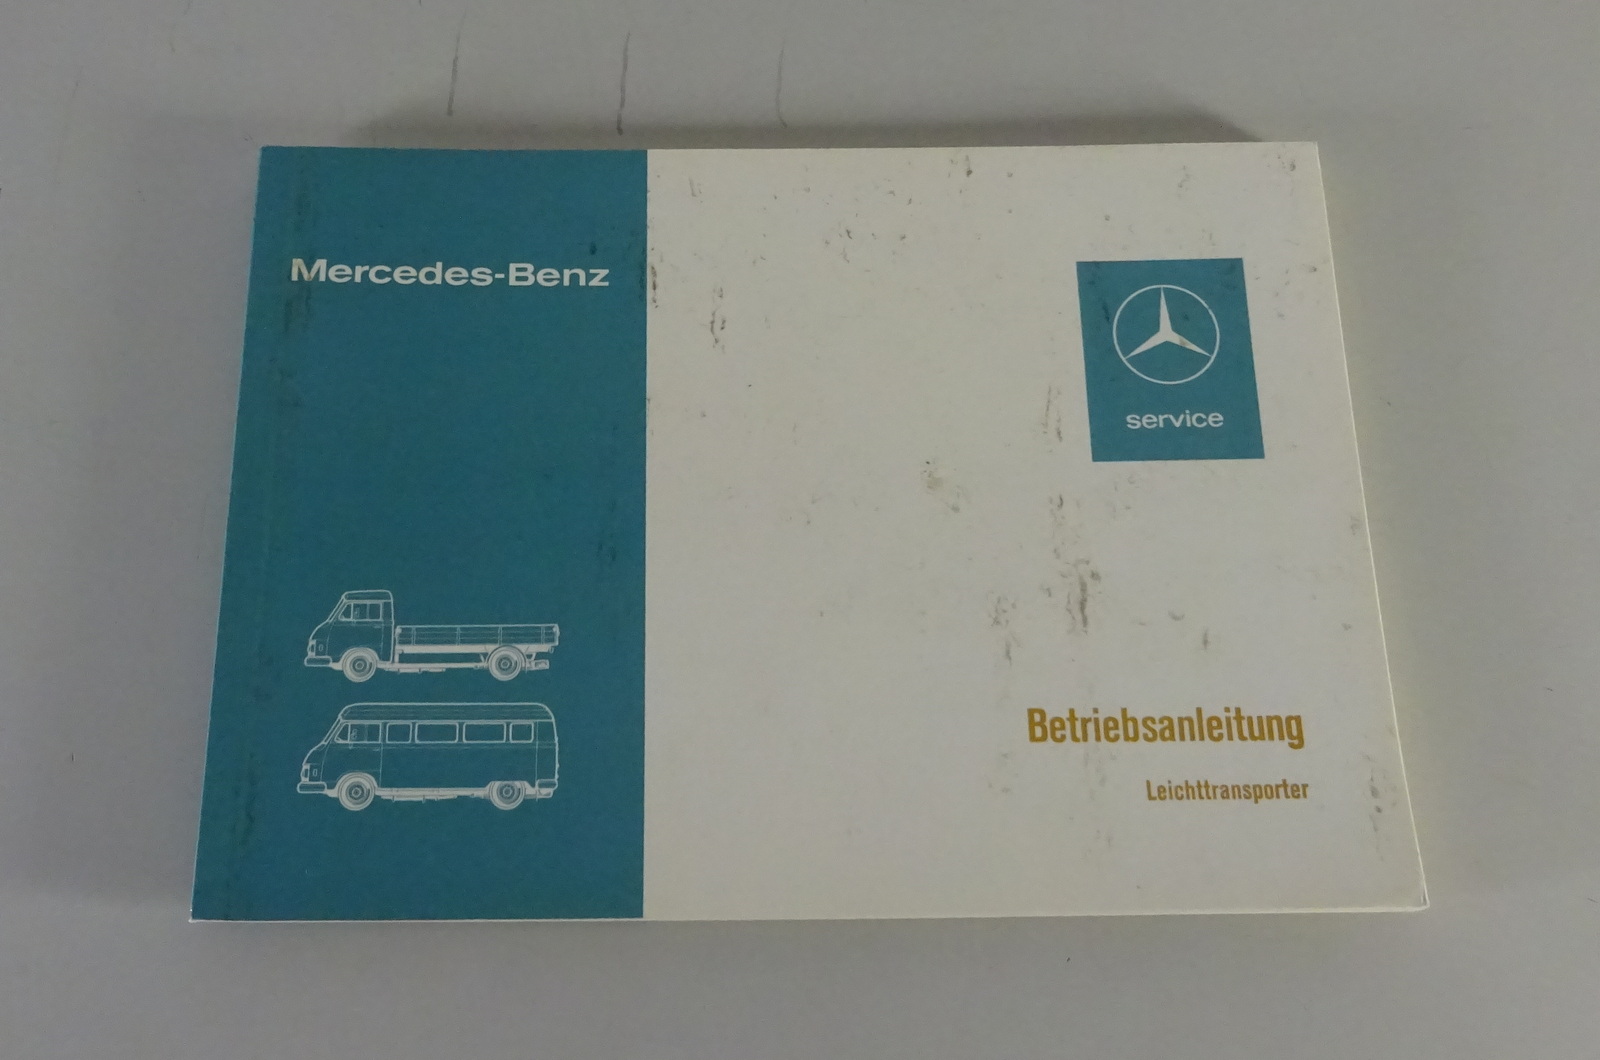 Mercedes-Benz
service
Betriebsanleitung
Leichttransporter